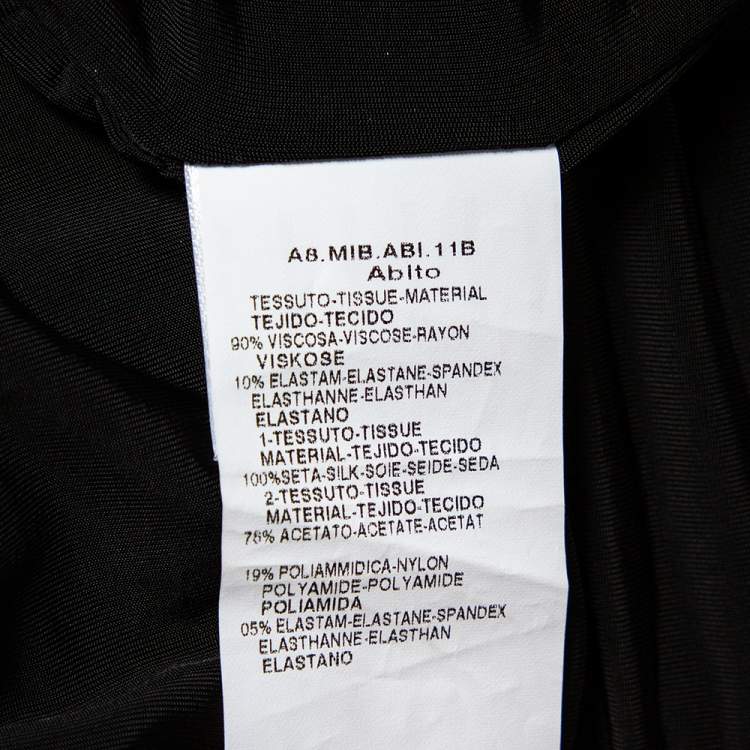 A8.MIB.ABI.11B
Abito
TESSUTO-TISSUE-MATERIAL
TEJIDO-TECIDO
90% VISCOSA-VISCOSE-RAYON
VISKOSE
10% ELASTAM-ELASTANE-SPANDEX
ELASTHANNE-ELASTHAN
ELASTANO
1-TESSUTO-TISSUE
MATERIAL-TEJIDO-TECIDO
100%SETA-SILK-SOIE-SEIDE-SEDA
2-TESSUTO-TISSUE
MATERIAL-TEJIDO-TECIDO
76% ACETATO-ACETATE-ACETAT
19% POLIAMMIDICA-NYLON
POLYAMIDE-POLYAMIDE
POLIAMIDA
05% ELASTAM-ELASTANE-SPANDEX
ELASTHANNE-ELASTHAN
ELASTANO